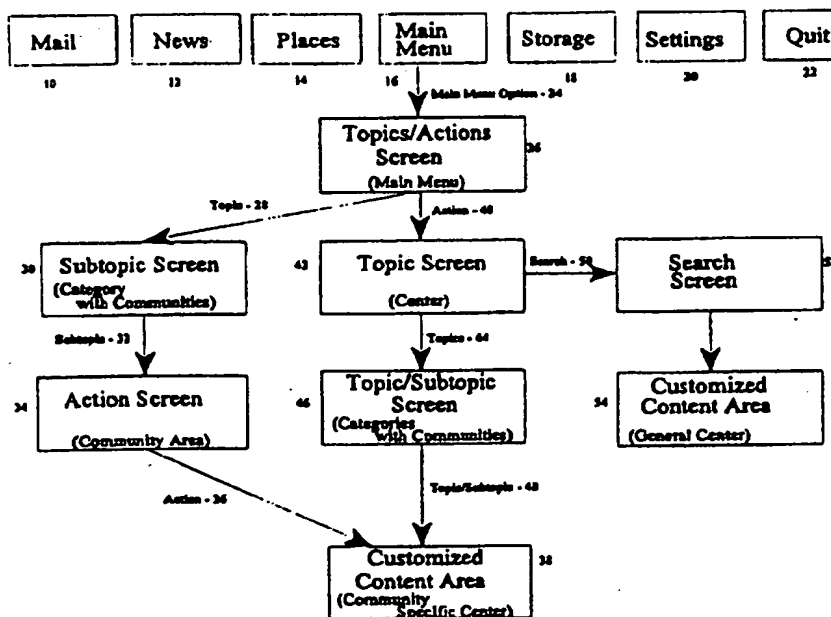 Mail
News
Places
Main
Menu
Storage
Settings
Quit
10
12
14
16
18
20
22
Main Menu Option - 24
Topics/Actions
Screen
(Main Menu)
26
Topic - 28
Action - 40
30
Subtopic Screen
(Category
with Communities)
42
Topic Screen
(Center)
Search - 50
Search
Screen
Subtopic - 32
Topics - 44
34
Action Screen
(Community Area)
46
Topic/Subtopic
Screen
(Categories
with Communities)
54
Customized
Content Area
(General Center)
Action - 36
Topic/Subtopic - 48
Customized
Content Area
(Community
Specific Center)
38